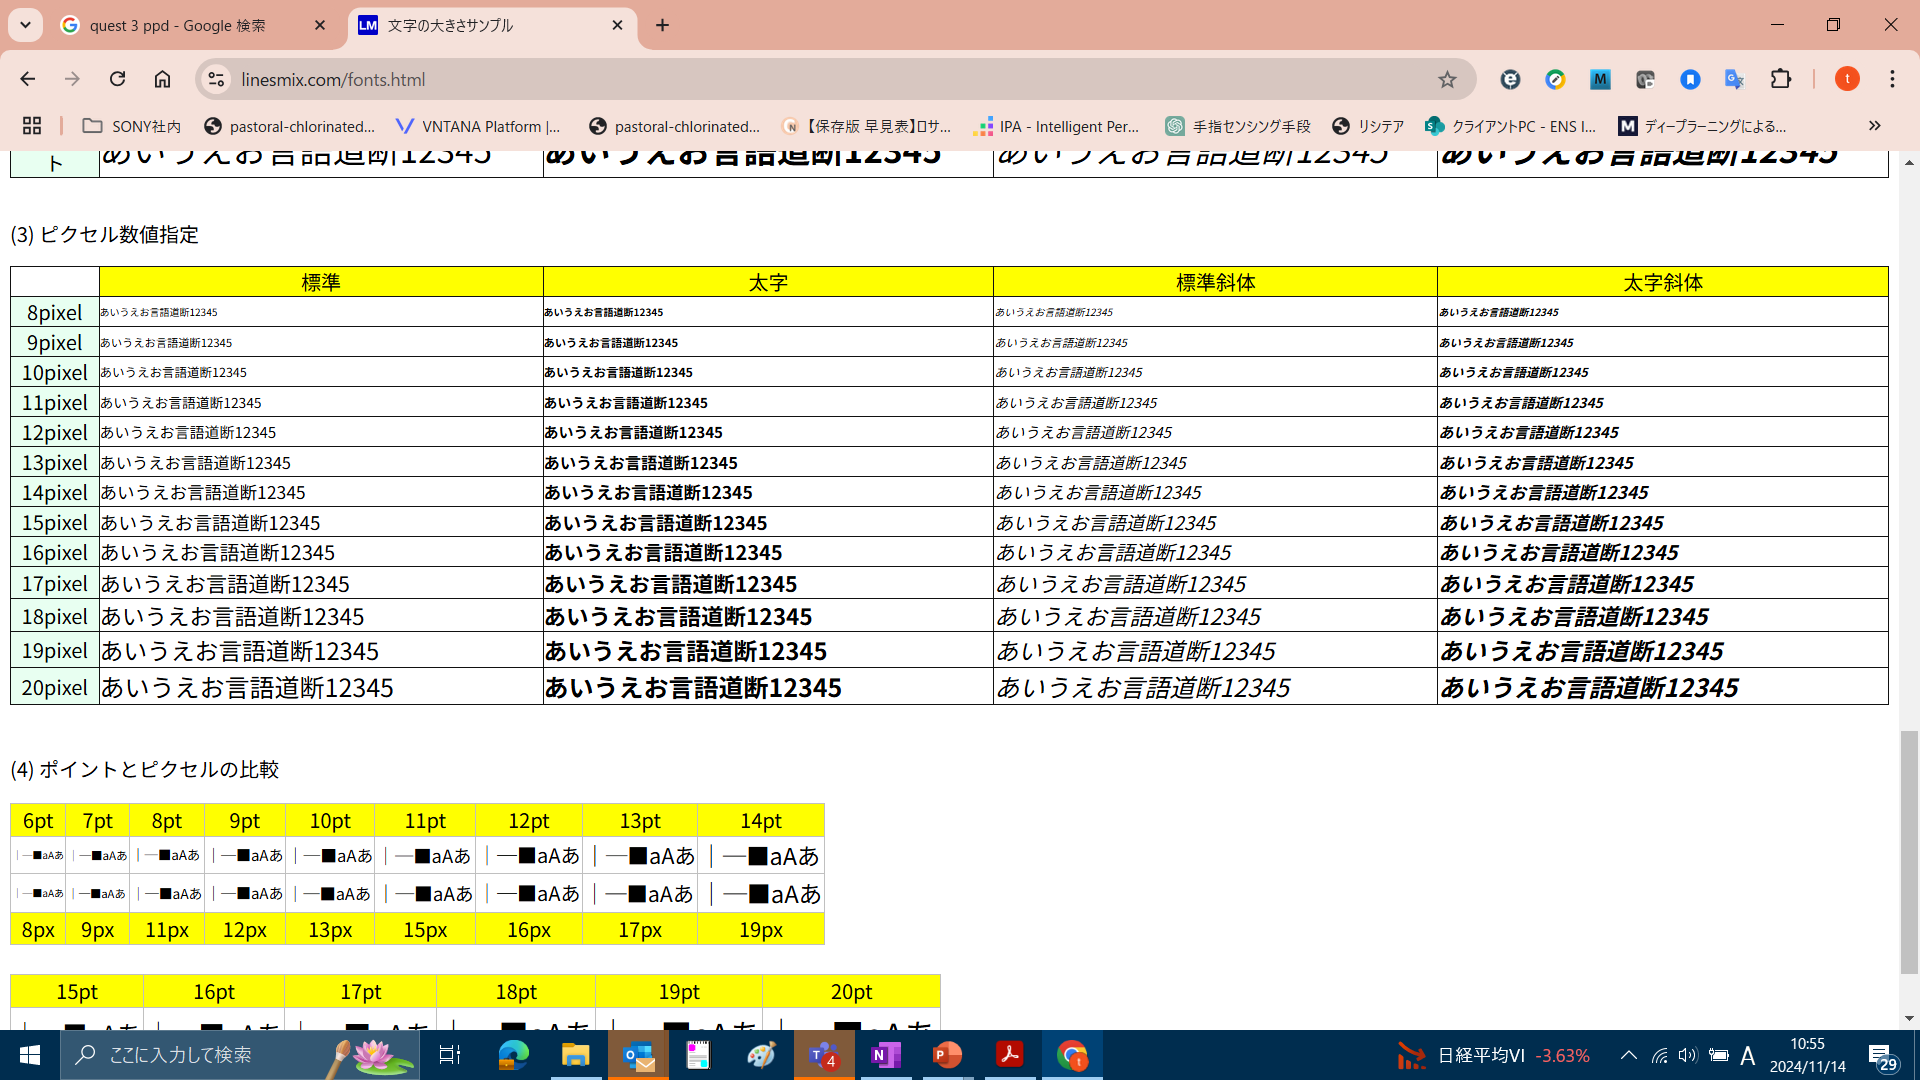 quest 3 ppd - Google 検索
LM 文字の大きさサンプル
linesmix.com/fonts.html
t
SONY社内
pastoral-chlorinated...
VNTANA Platform |...
pastoral-chlorinated...
【保存版 早見表】ロサ...
IPA - Intelligent Per...
手指センシング手段
リシテア
クライアントPC - ENS I...
M ディープラーニングによる...
ト あいうえお言語道断12345 あいうえお言語道断12345 あいうえお言語道断12345 あいうえお言語道断12345
(3) ピクセル数値指定
標準 太字 標準斜体 太字斜体
8pixel あいうえお言語道断12345 あいうえお言語道断12345 あいうえお言語道断12345 あいうえお言語道断12345
9pixel あいうえお言語道断12345 あいうえお言語道断12345 あいうえお言語道断12345 あいうえお言語道断12345
10pixel あいうえお言語道断12345 あいうえお言語道断12345 あいうえお言語道断12345 あいうえお言語道断12345
11pixel あいうえお言語道断12345 あいうえお言語道断12345 あいうえお言語道断12345 あいうえお言語道断12345
12pixel あいうえお言語道断12345 あいうえお言語道断12345 あいうえお言語道断12345 あいうえお言語道断12345
13pixel あいうえお言語道断12345 あいうえお言語道断12345 あいうえお言語道断12345 あいうえお言語道断12345
14pixel あいうえお言語道断12345 あいうえお言語道断12345 あいうえお言語道断12345 あいうえお言語道断12345
15pixel あいうえお言語道断12345 あいうえお言語道断12345 あいうえお言語道断12345 あいうえお言語道断12345
16pixel あいうえお言語道断12345 あいうえお言語道断12345 あいうえお言語道断12345 あいうえお言語道断12345
17pixel あいうえお言語道断12345 あいうえお言語道断12345 あいうえお言語道断12345 あいうえお言語道断12345
18pixel あいうえお言語道断12345 あいうえお言語道断12345 あいうえお言語道断12345 あいうえお言語道断12345
19pixel あいうえお言語道断12345 あいうえお言語道断12345 あいうえお言語道断12345 あいうえお言語道断12345
20pixel あいうえお言語道断12345 あいうえお言語道断12345 あいうえお言語道断12345 あいうえお言語道断12345
(4) ポイントとピクセルの比較
6pt 7pt 8pt 9pt 10pt 11pt 12pt 13pt 14pt
｜―■aAあ ｜―■aAあ ｜―■aAあ ｜―■aAあ ｜―■aAあ ｜―■aAあ ｜―■aAあ ｜―■aAあ ｜―■aAあ
｜―■aAあ ｜―■aAあ ｜―■aAあ ｜―■aAあ ｜―■aAあ ｜―■aAあ ｜―■aAあ ｜―■aAあ ｜―■aAあ
8px 9px 11px 12px 13px 15px 16px 17px 19px
15pt 16pt 17pt 18pt 19pt 20pt
｜―■aAあ ｜―■aAあ ｜―■aAあ ｜―■aAあ ｜―■aAあ ｜―■aAあ
ここに入力して検索
4
日経平均VI -3.63%
A
10:55
2024/11/14
29